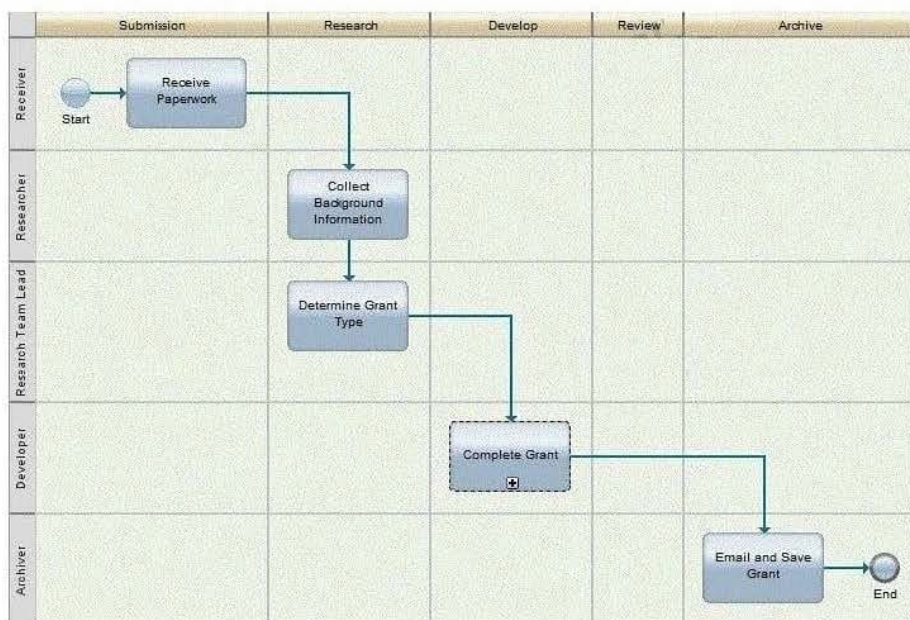 Submission
Research
Develop
Review
Archive
Receiver
Start
Receive
Paperwork
Researcher
Collect
Background
Information
Research Team Lead
Determine Grant
Type
Developer
Complete Grant
Archiver
Email and Save
Grant
End